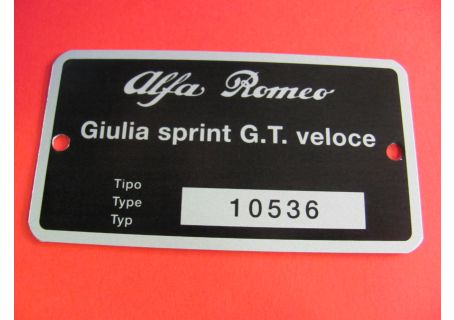 Alfa Romeo
Giulia sprint G.T. veloce
Tipo
Type
Typ
10536